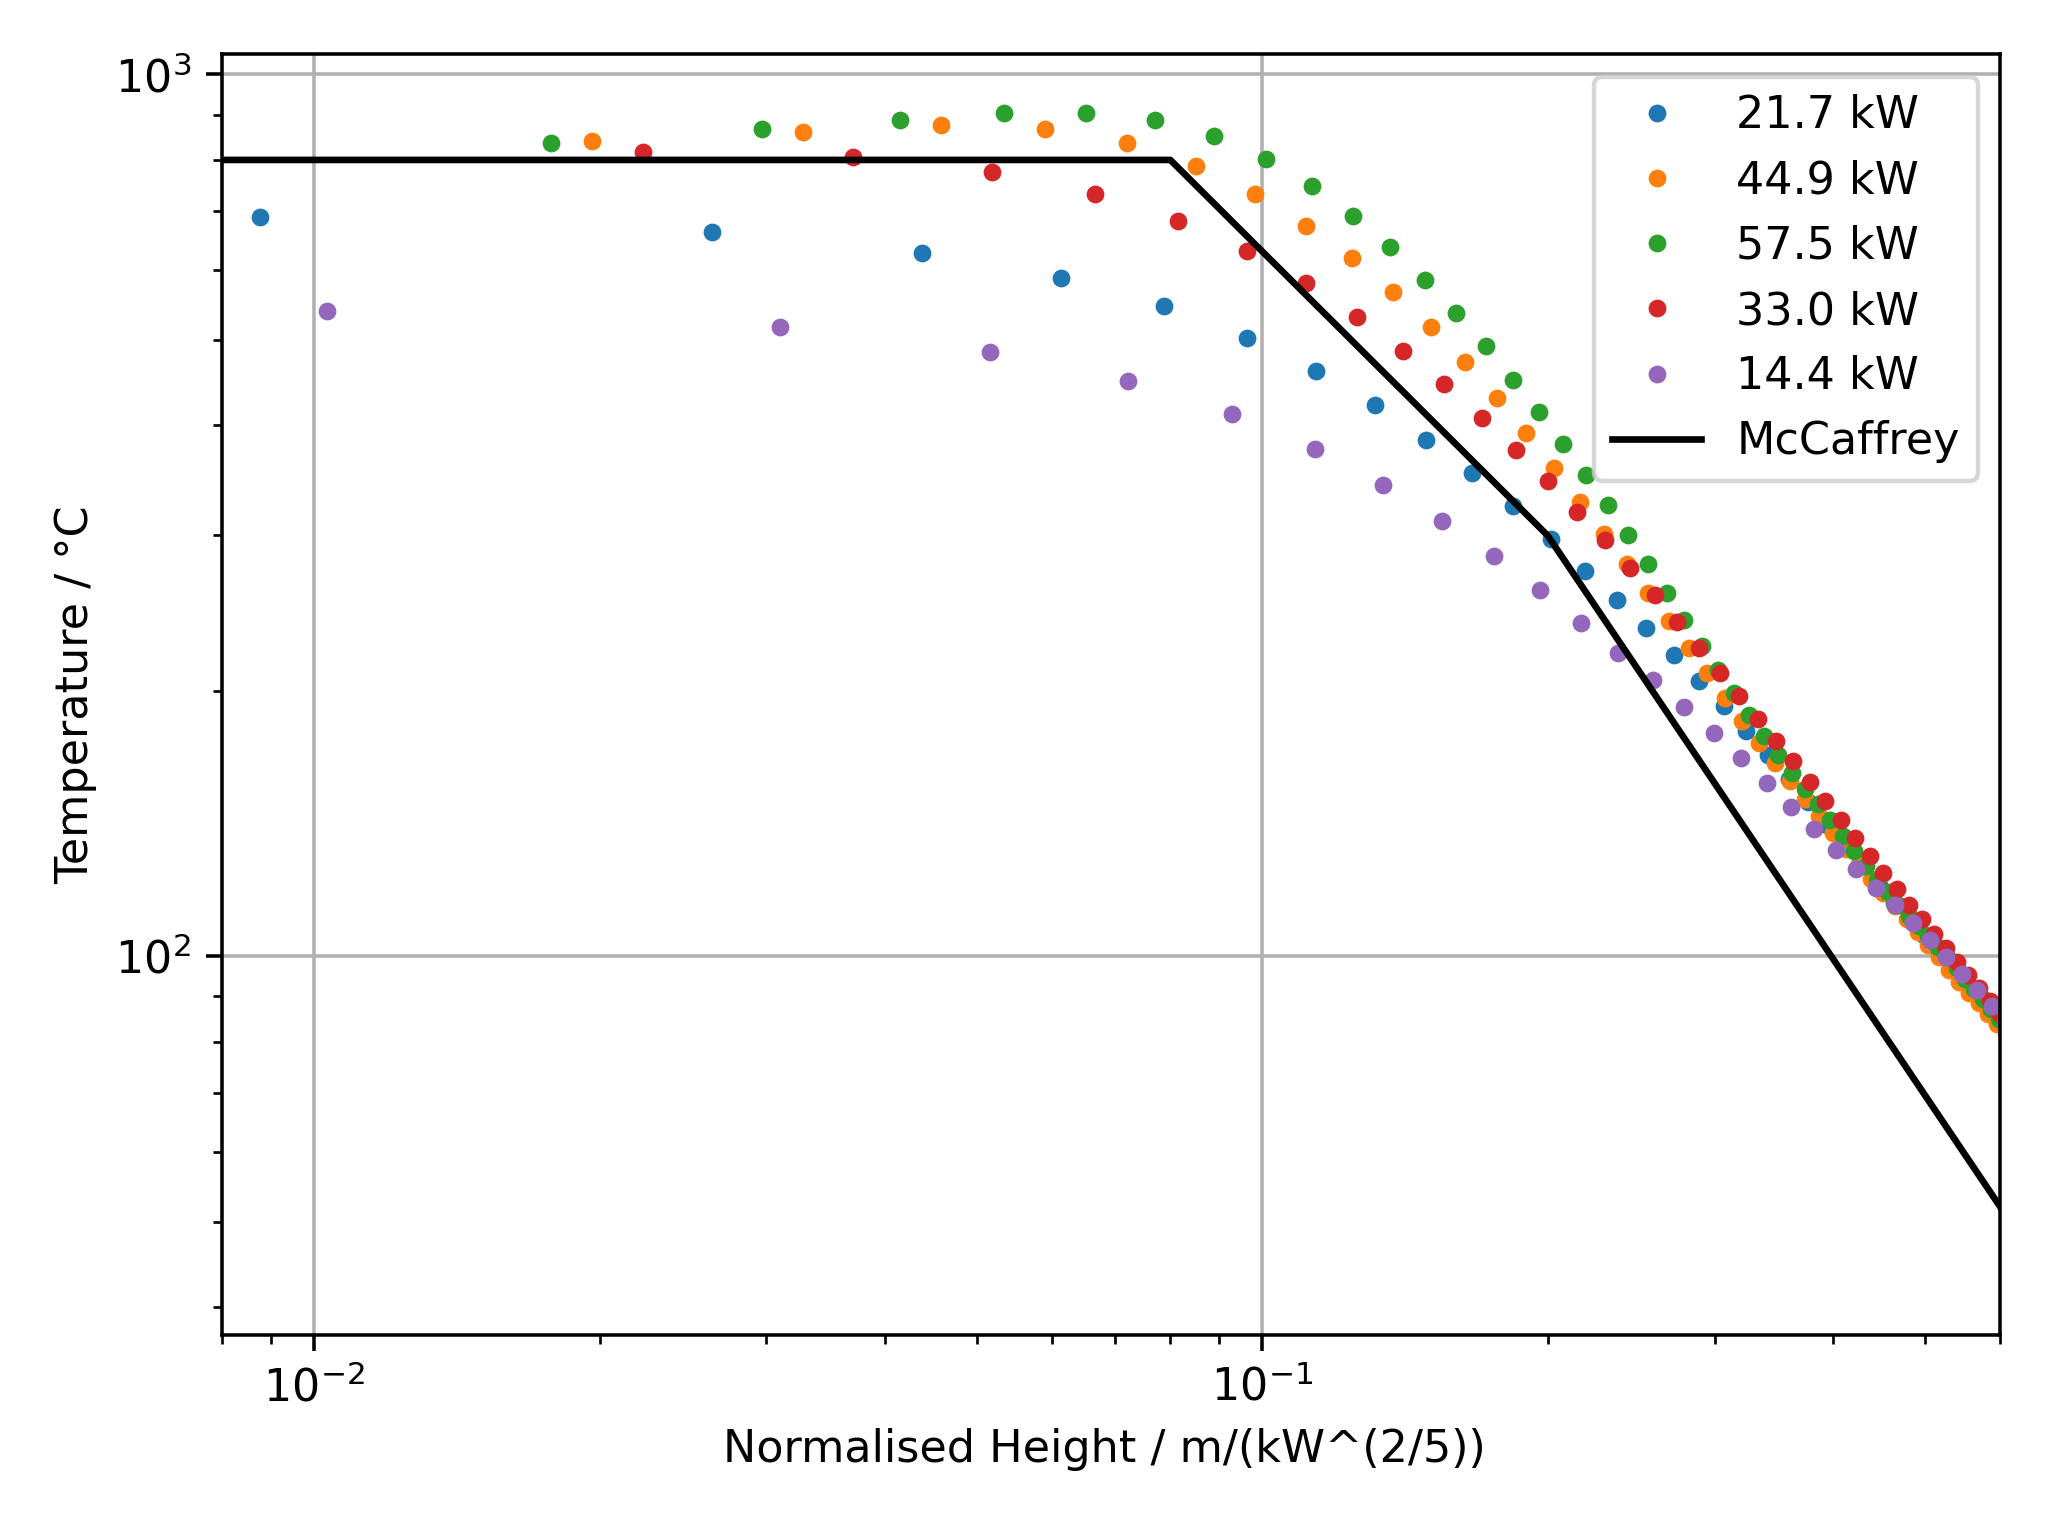 10³
10²
Temperature / °C
10⁻²
10⁻¹
Normalised Height / m/(kW^(2/5))
21.7 kW
44.9 kW
57.5 kW
33.0 kW
14.4 kW
McCaffrey